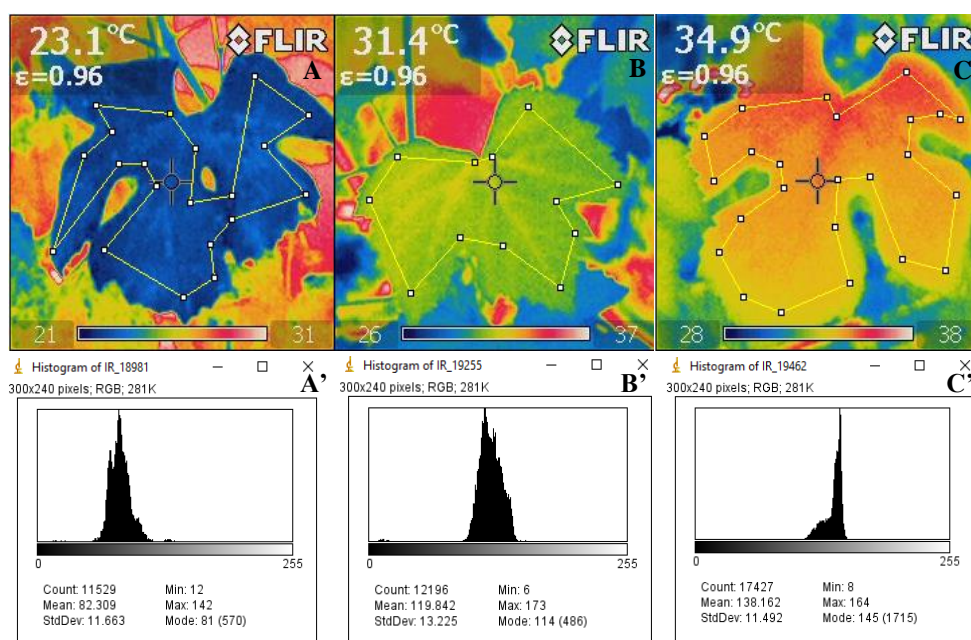 23.1°C
FLIR
A
ε=0.96
21
31
31.4°C
FLIR
B
ε=0.96
26
37
34.9°C
FLIR
C
ε=0.96
28
38
Histogram of IR_18981
A'
300x240 pixels; RGB; 281K
0
255
Count: 11529
Min: 12
Mean: 82.309
Max: 142
StdDev: 11.663
Mode: 81 (570)
Histogram of IR_19255
B'
300x240 pixels; RGB; 281K
0
255
Count: 12196
Min: 6
Mean: 119.842
Max: 173
StdDev: 13.225
Mode: 114 (486)
Histogram of IR_19462
C'
300x240 pixels; RGB; 281K
0
255
Count: 17427
Min: 8
Mean: 138.162
Max: 164
StdDev: 11.492
Mode: 145 (1715)